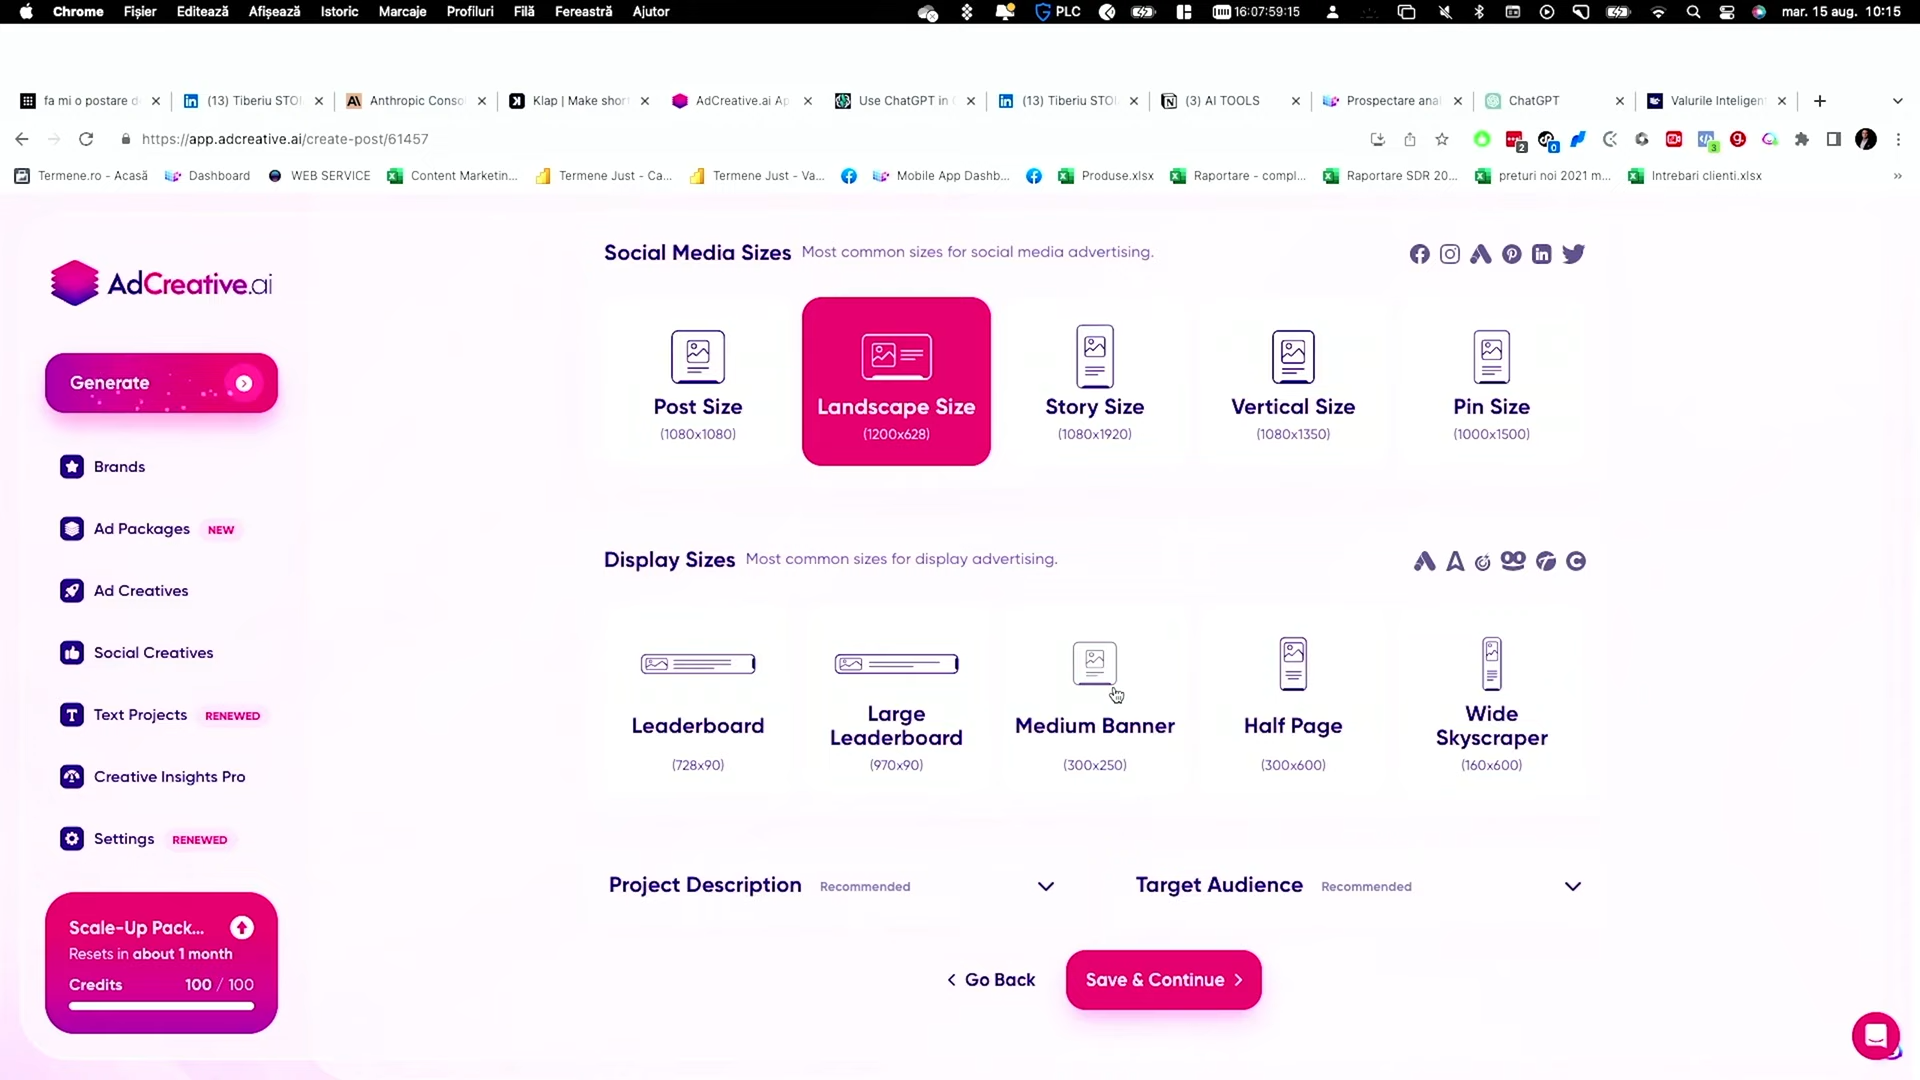 Chrome Fișier Editează Afișează Istoric Marcaje Profiluri Filă Fereastră Ajutor PLC 16:07:59:15 mar. 15 aug. 10:15
fa mi o postare d (13) Tiberiu STO Anthropic Conso Klap | Make shor AdCreative.ai Ap Use ChatGPT in (13) Tiberiu STO (3) AI TOOLS Prospectare ana ChatGPT Valurile Inteligen
https://app.adcreative.ai/create-post/61457 2 0 3
Termene.ro - Acasă Dashboard WEB SERVICE Content Marketin... Termene Just - Ca... Termene Just - Va... Mobile App Dashb... Produse.xlsx Raportare - compl... Raportare SDR 20... preturi noi 2021 m... Intrebari clienti.xlsx »
AdCreative.ai
Generate
Brands
Ad Packages NEW
Ad Creatives
Social Creatives
Text Projects RENEWED
Creative Insights Pro
Settings RENEWED
Scale-Up Pack...
Resets in about 1 month
Credits 100 / 100
Social Media Sizes Most common sizes for social media advertising.
Post Size
(1080x1080)
Landscape Size
(1200x628)
Story Size
(1080x1920)
Vertical Size
(1080x1350)
Pin Size
(1000x1500)
Display Sizes Most common sizes for display advertising.
Leaderboard
(728x90)
Large
Leaderboard
(970x90)
Medium Banner
(300x250)
Half Page
(300x600)
Wide
Skyscraper
(160x600)
Project Description Recommended
Target Audience Recommended
Go Back
Save & Continue